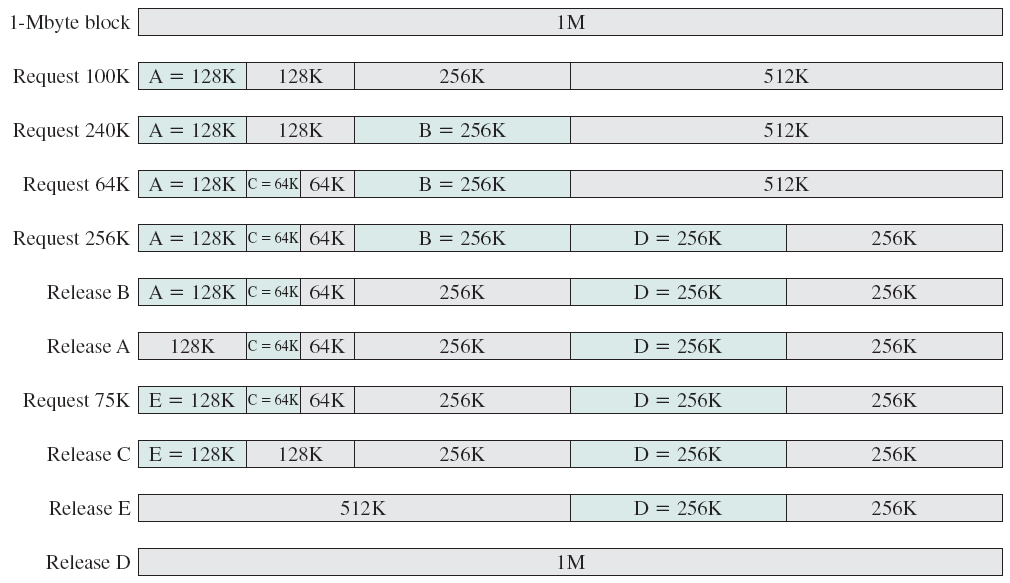 1-Mbyte block 1M
Request 100K A = 128K 128K 256K 512K
Request 240K A = 128K 128K B = 256K 512K
Request 64K A = 128K C = 64K 64K B = 256K 512K
Request 256K A = 128K C = 64K 64K B = 256K D = 256K 256K
Release B A = 128K C = 64K 64K 256K D = 256K 256K
Release A 128K C = 64K 64K 256K D = 256K 256K
Request 75K E = 128K C = 64K 64K 256K D = 256K 256K
Release C E = 128K 128K 256K D = 256K 256K
Release E 512K D = 256K 256K
Release D 1M